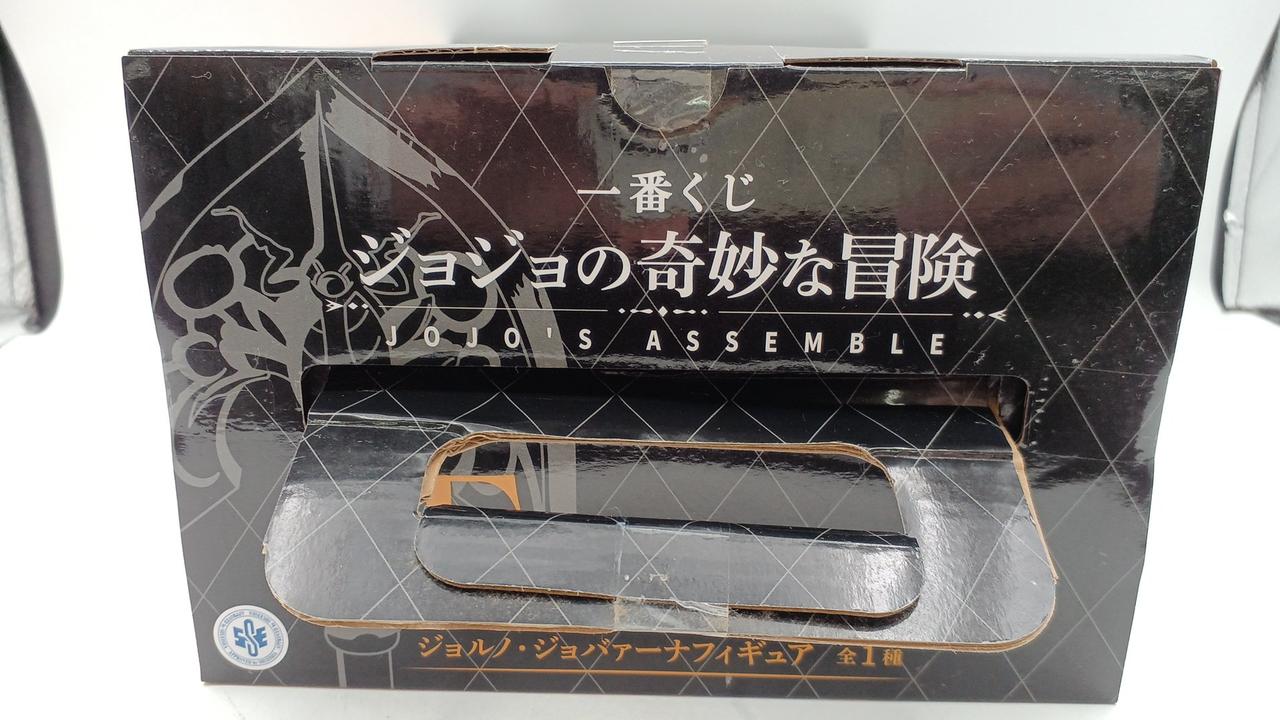 一番くじ
ジョジョの奇妙な冒険
JOJO'S ASSEMBLE
ジョルノ・ジョバァーナフィギュア 全1種